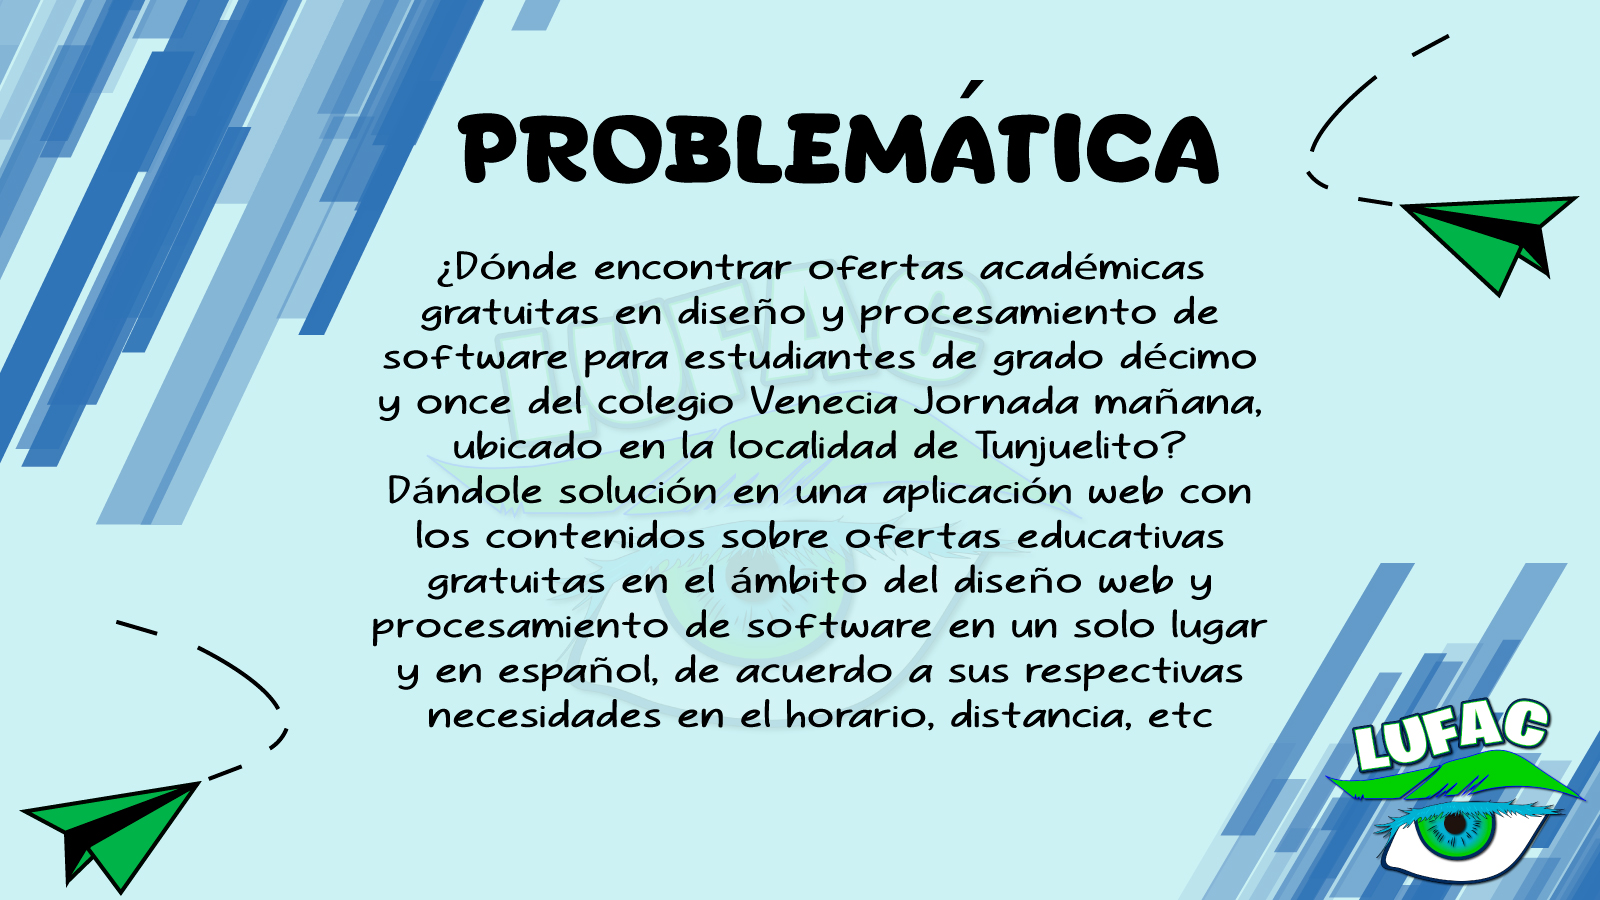 PROBLEMÁTICA
¿Dónde encontrar ofertas académicas
gratuitas en diseño y procesamiento de
software para estudiantes de grado décimo
y once del colegio Venecia Jornada mañana,
ubicado en la localidad de Tunjuelito?
Dándole solución en una aplicación web con
los contenidos sobre ofertas educativas
gratuitas en el ámbito del diseño web y
procesamiento de software en un solo lugar
y en español, de acuerdo a sus respectivas
necesidades en el horario, distancia, etc
LUFAC
LUFAC